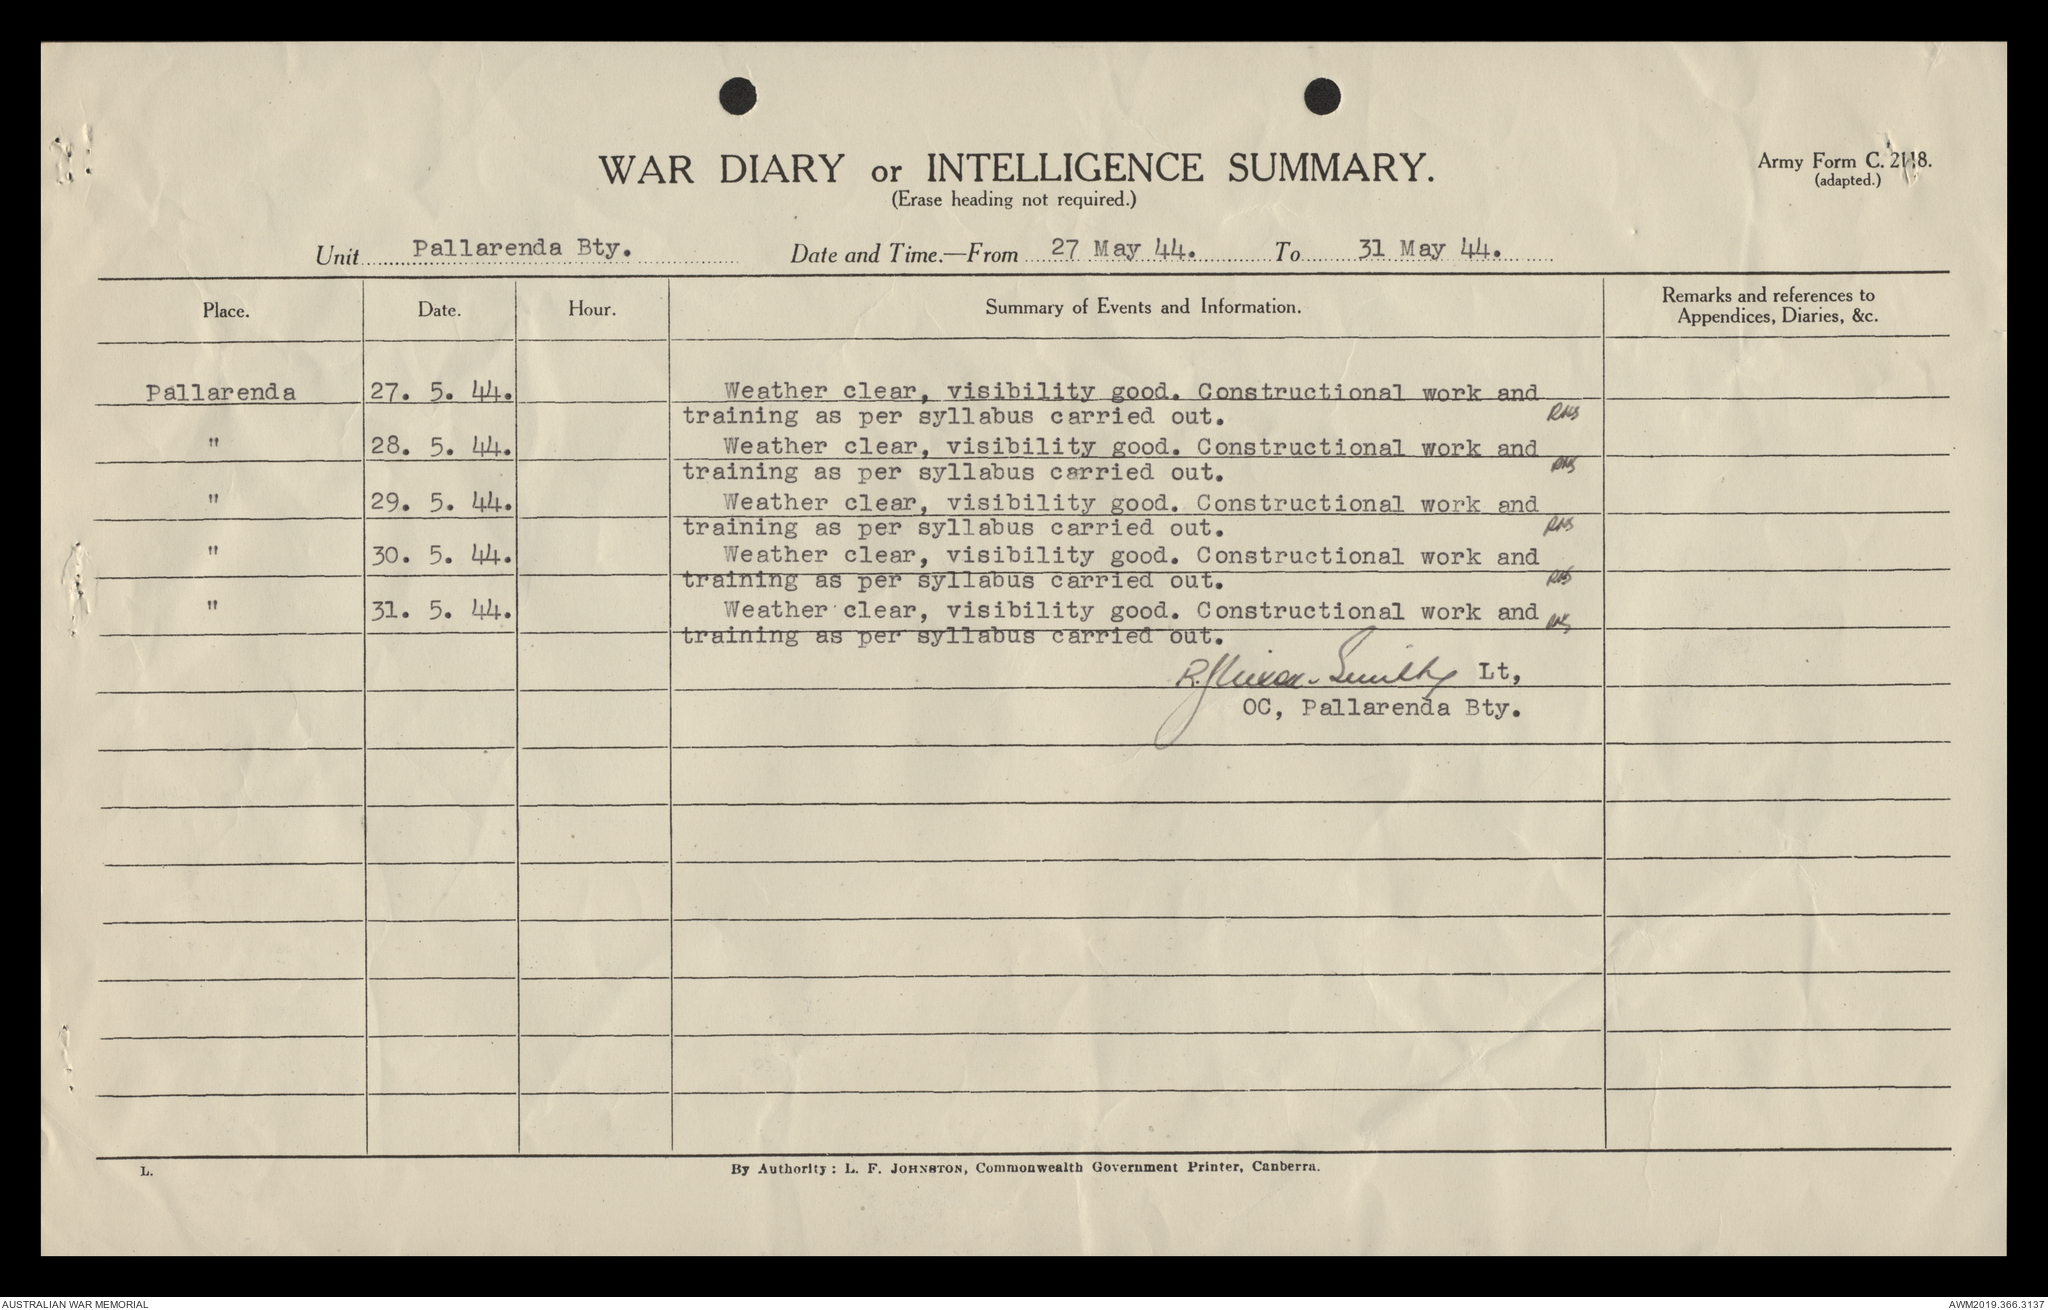 WAR DIARY or INTELLIGENCE SUMMARY.
Army Form C. 2118.
(adapted.)
(Erase heading not required.)
Unit Pallarenda Bty. Date and Time.—From 27 May 44. To 31 May 44.
Place. Date. Hour. Summary of Events and Information. Remarks and references to
Appendices, Diaries, &c.
Pallarenda 27. 5. 44. Weather clear, visibility good. Constructional work and
training as per syllabus carried out. RNS
" 28. 5. 44. Weather clear, visibility good. Constructional work and
training as per syllabus carried out. RNS
" 29. 5. 44. Weather clear, visibility good. Constructional work and
training as per syllabus carried out. RNS
" 30. 5. 44. Weather clear, visibility good. Constructional work and
training as per syllabus carried out. RNS
" 31. 5. 44. Weather clear, visibility good. Constructional work and RNS
training as per syllabus carried out.
Smith Lt,
OC, Pallarenda Bty.
L. By Authority: L. F. JOHNSTON, Commonwealth Government Printer, Canberra.
AUSTRALIAN WAR MEMORIAL AWM2019.366.3137